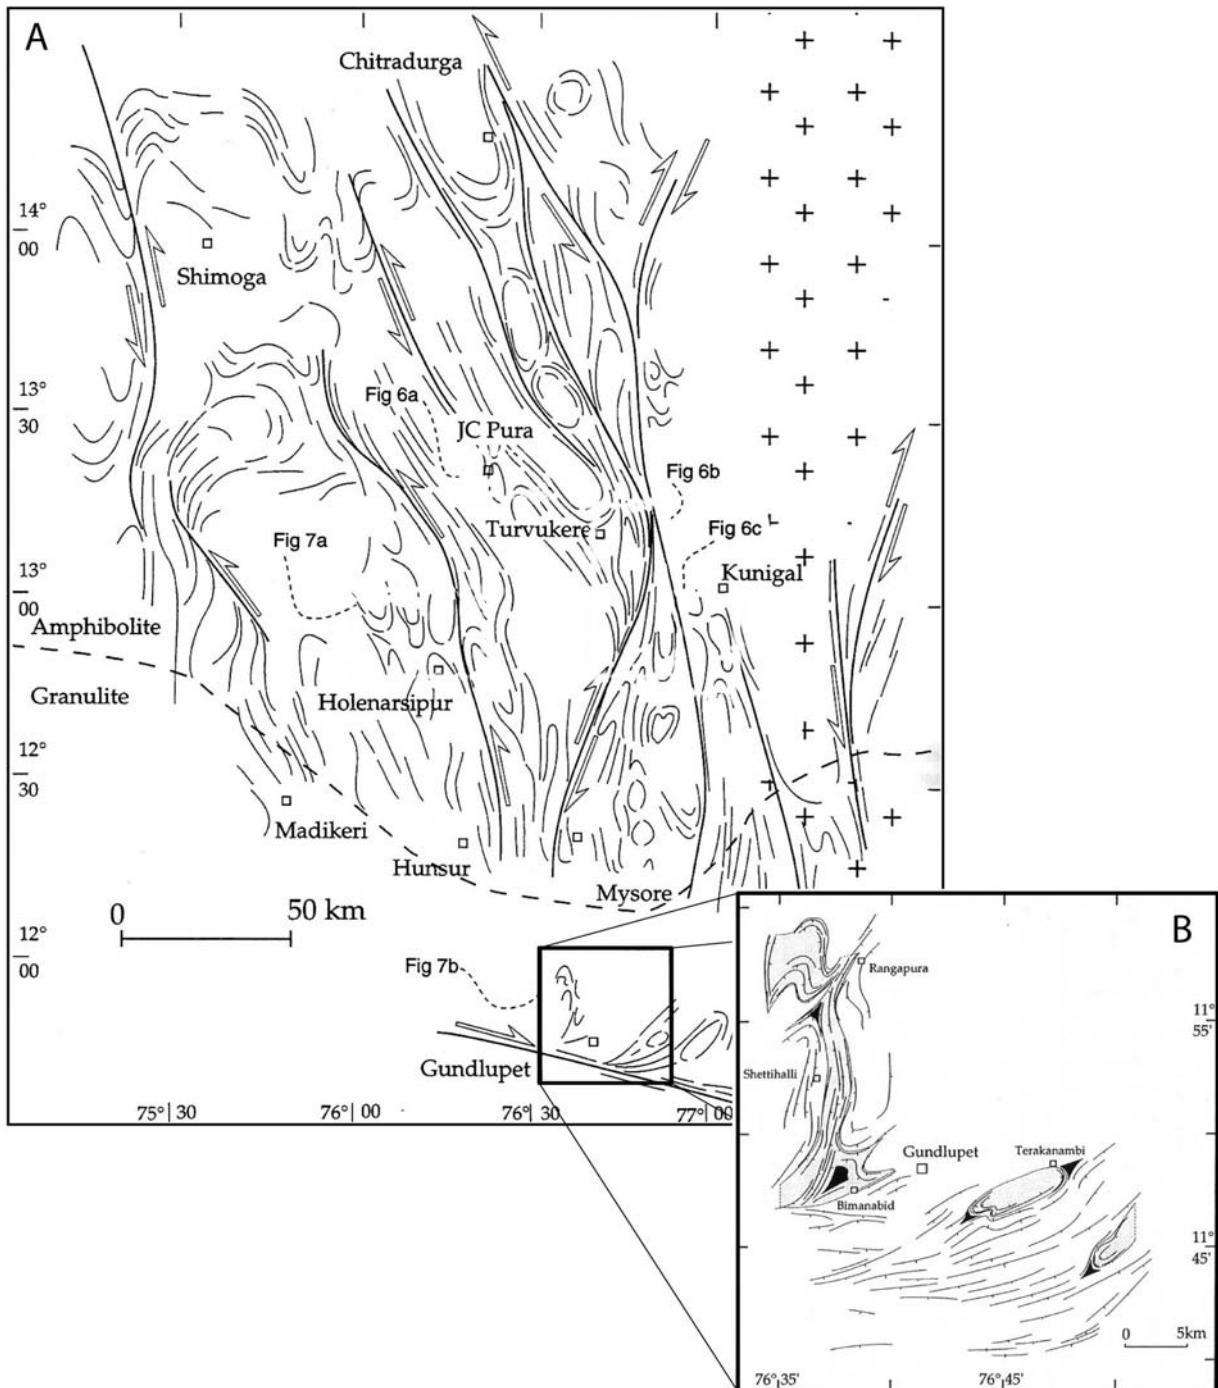 A
Chitradurga
14°
00
Shimoga
13°
30
Fig 6a
JC Pura
Fig 6b
Turvukere
Fig 6c
Fig 7a
Kunigal
13°
00
Amphibolite
Granulite
Holenarsipur
12°
30
Madikeri
Hunsur
Mysore
0 50 km
12°
00
Fig 7b
Gundlupet
75° 30
76° 00
76° 30
77° 00
B
Rangapura
11°
55'
Shettihalli
Gundlupet
Terakanambi
Bimanabid
11°
45'
0 5km
76° 35'
76° 45'